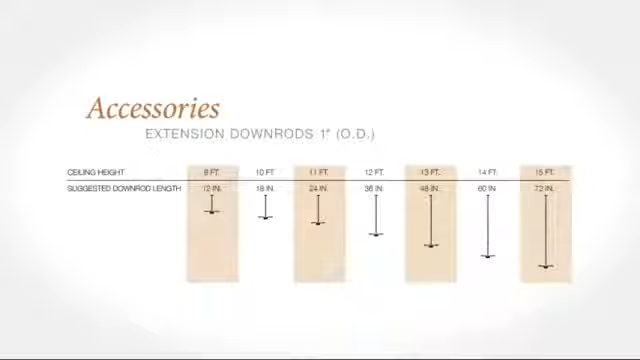 Accessories
EXTENSION DOWNRODS 1" (O.D.)
CEILING HEIGHT 9 FT. 10 FT. 11 FT. 12 FT. 13 FT. 14 FT. 15 FT.
SUGGESTED DOWNROD LENGTH 12 IN. 18 IN. 24 IN. 36 IN. 48 IN. 60 IN. 72 IN.